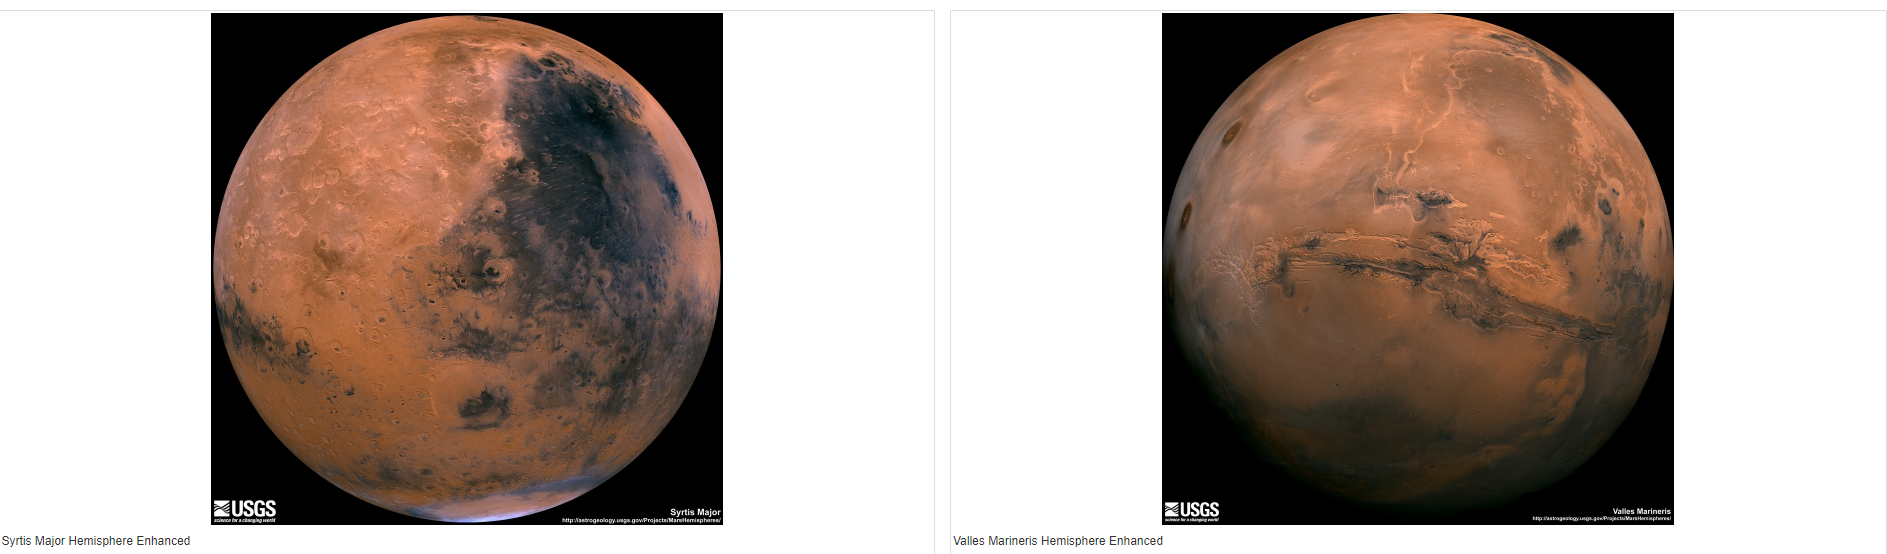 USGS
science for a changing world
Syrtis Major
http://astrogeology.usgs.gov/Projects/MarsHemispheres/
Syrtis Major Hemisphere Enhanced
USGS
science for a changing world
Valles Marineris
http://astrogeology.usgs.gov/Projects/MarsHemispheres/
Valles Marineris Hemisphere Enhanced